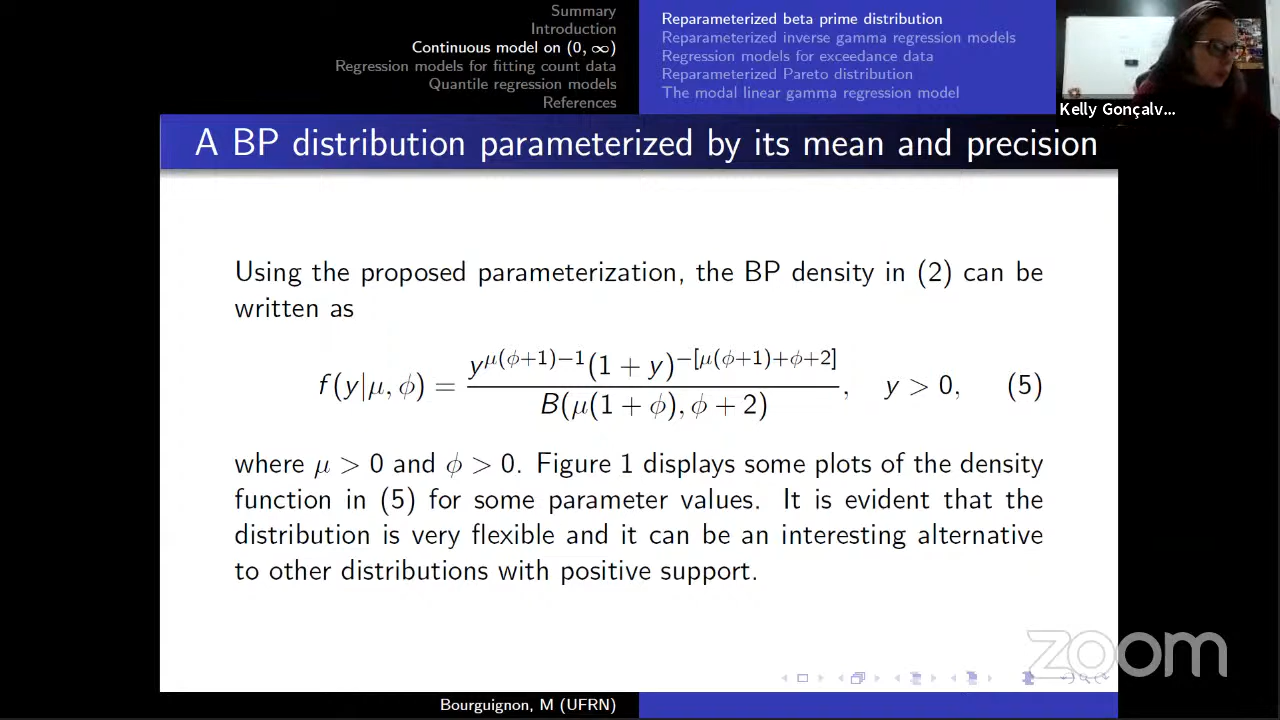 Summary
Introduction
Continuous model on (0, ∞)
Regression models for fitting count data
Quantile regression models
References
Reparameterized beta prime distribution
Reparameterized inverse gamma regression models
Regression models for exceedance data
Reparameterized Pareto distribution
The modal linear gamma regression model
Kelly Gonçalv...
A BP distribution parameterized by its mean and precision
Using the proposed parameterization, the BP density in (2) can be
written as
f(y|μ, φ) = y^{μ(φ+1)−1}(1 + y)^{−[μ(φ+1)+φ+2]} / B(μ(1 + φ), φ + 2), y > 0, (5)
where μ > 0 and φ > 0. Figure 1 displays some plots of the density
function in (5) for some parameter values. It is evident that the
distribution is very flexible and it can be an interesting alternative
to other distributions with positive support.
zoom
Bourguignon, M (UFRN)